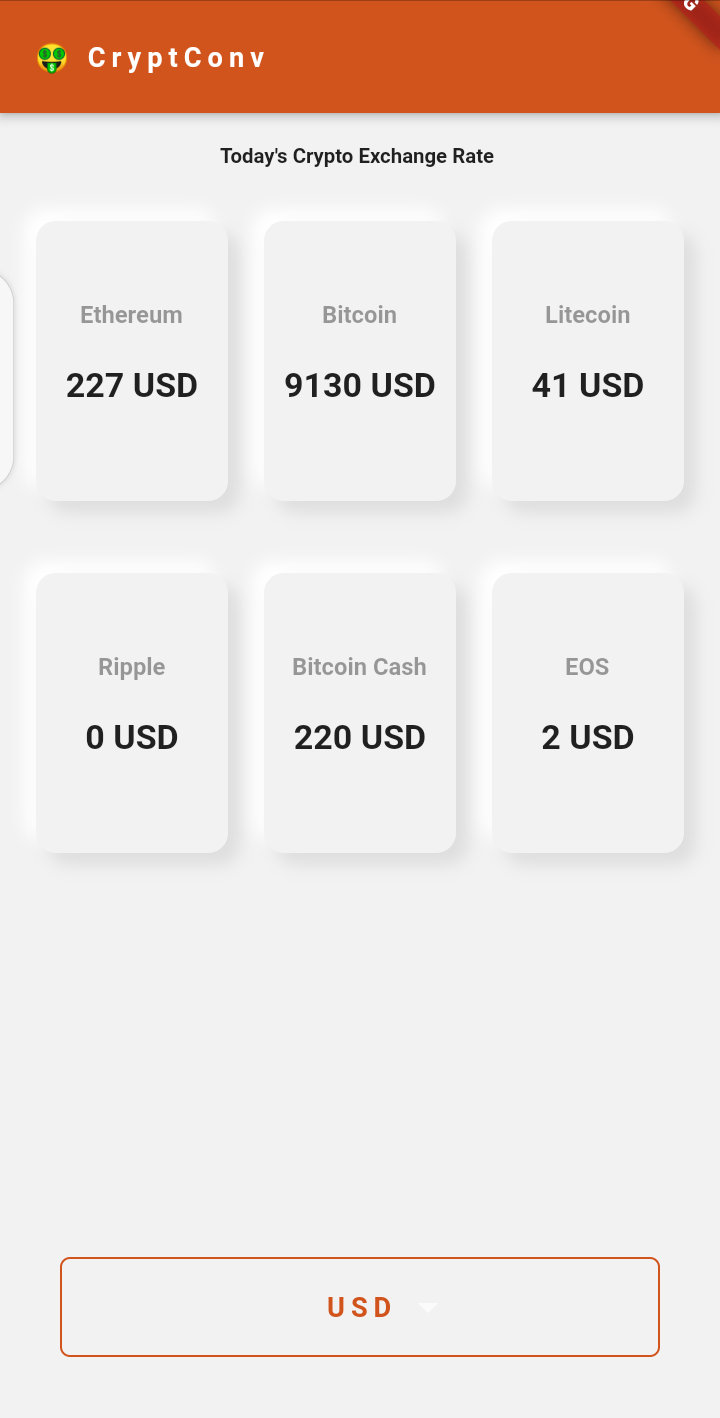 CryptConv
Today's Crypto Exchange Rate
Ethereum
227 USD
Bitcoin
9130 USD
Litecoin
41 USD
Ripple
0 USD
Bitcoin Cash
220 USD
EOS
2 USD
USD